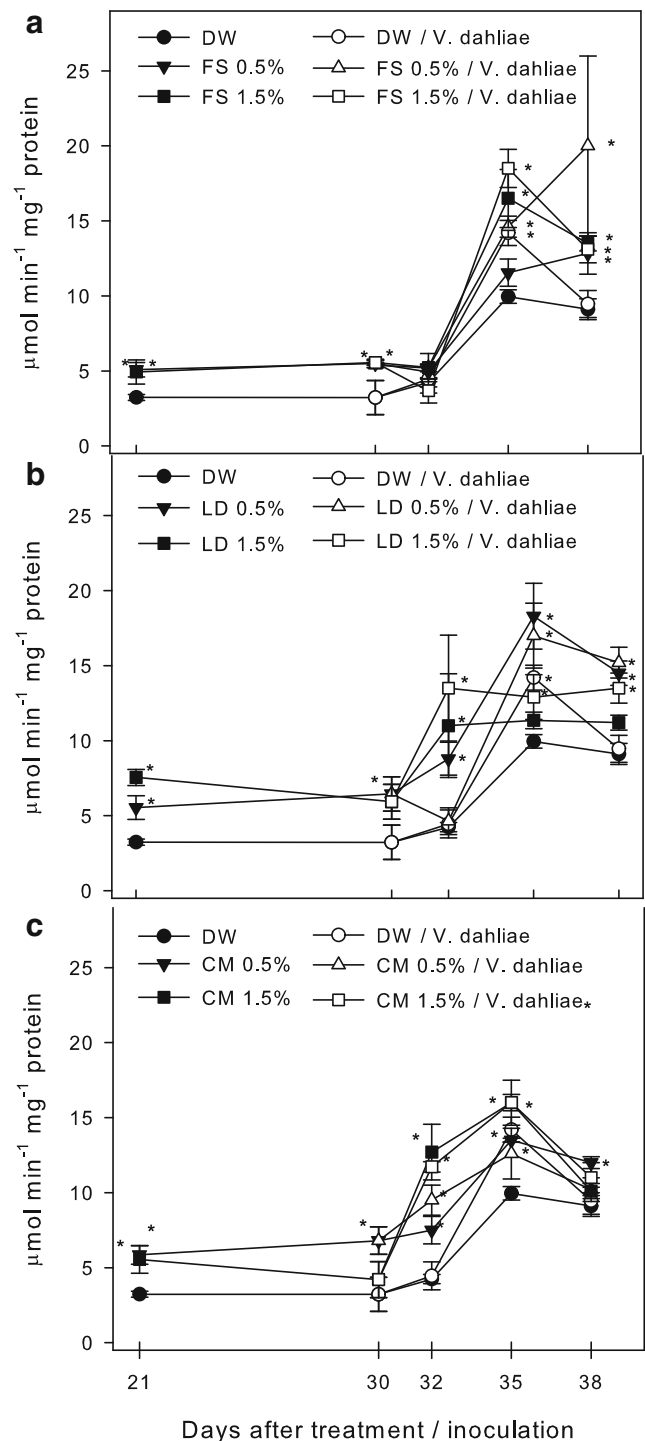 a
DW DW / V. dahliae
FS 0.5% FS 0.5% / V. dahliae
FS 1.5% FS 1.5% / V. dahliae
25
20
15
10
5
0
µmol min-1 mg-1 protein
* * * * * * * * * * * *
b
DW DW / V. dahliae
LD 0.5% LD 0.5% / V. dahliae
LD 1.5% LD 1.5% / V. dahliae
25
20
15
10
5
0
µmol min-1 mg-1 protein
* * * * * * * * * * * * *
c
DW DW / V. dahliae
CM 0.5% CM 0.5% / V. dahliae
CM 1.5% CM 1.5% / V. dahliae*
25
20
15
10
5
0
µmol min-1 mg-1 protein
* * * * * * * * * * * *
21 30 32 35 38
Days after treatment / inoculation